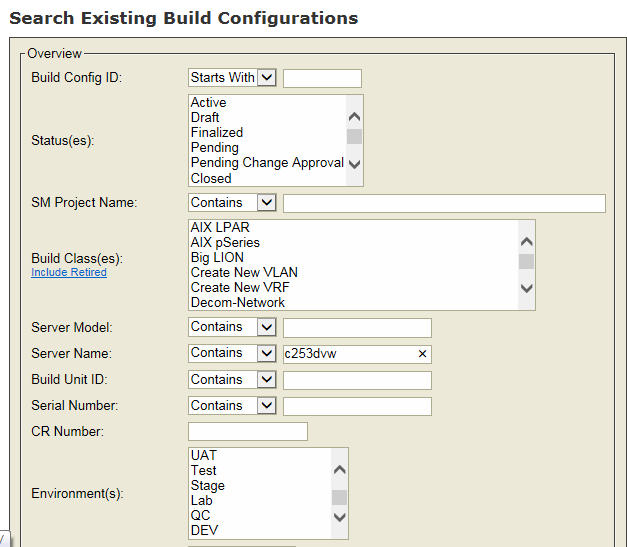 Search Existing Build Configurations
Overview
Build Config ID: Starts With
Status(es):
Active
Draft
Finalized
Pending
Pending Change Approval
Closed
SM Project Name: Contains
Build Class(es):
Include Retired
AIX LPAR
AIX pSeries
Big LION
Create New VLAN
Create New VRF
Decom-Network
Server Model: Contains
Server Name: Contains c253dvw ×
Build Unit ID: Contains
Serial Number: Contains
CR Number:
Environment(s):
UAT
Test
Stage
Lab
QC
DEV